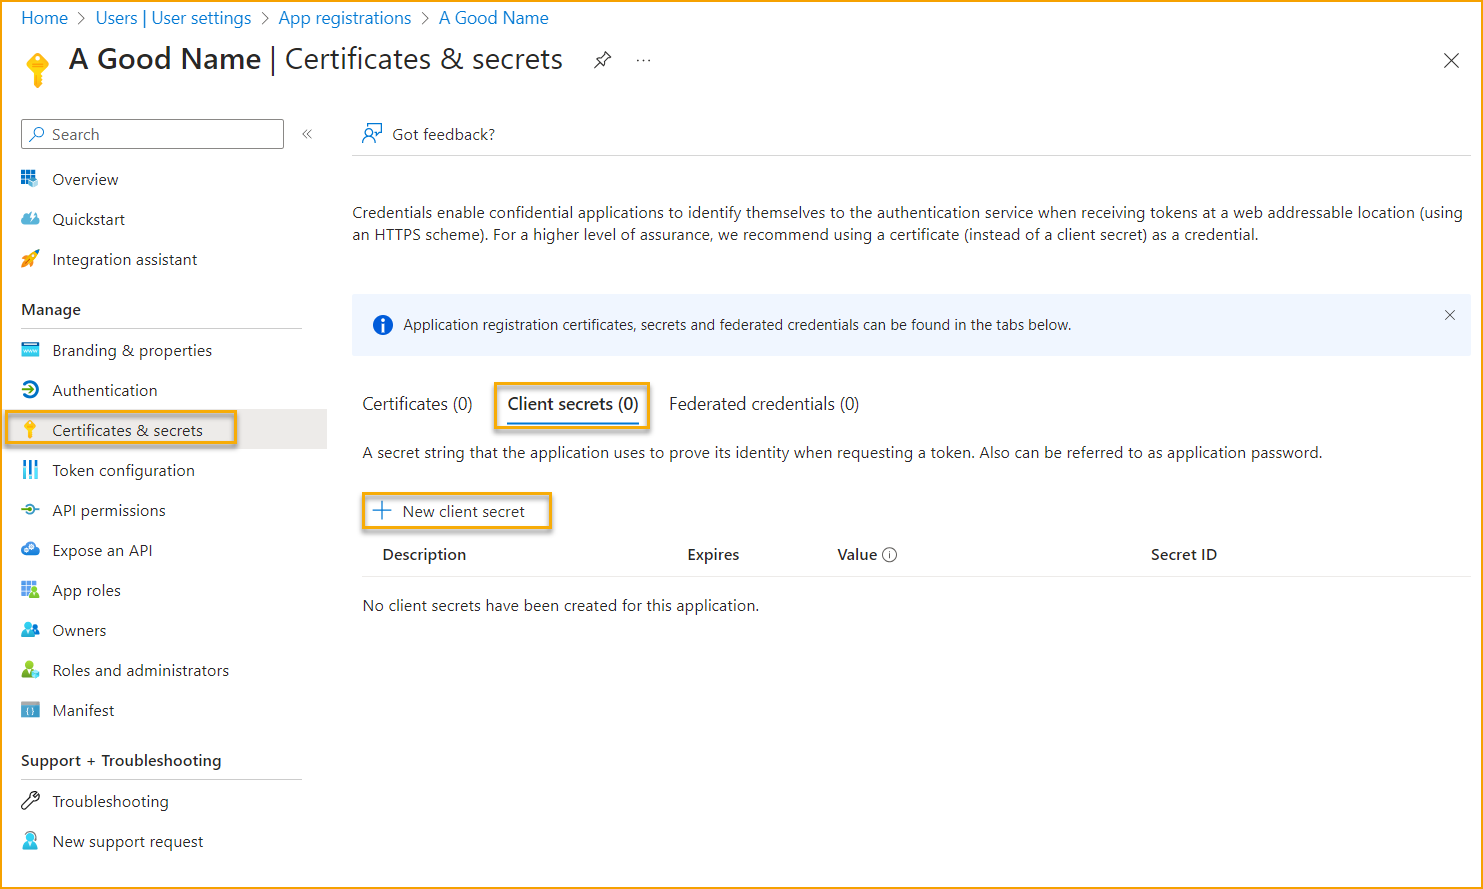 Home > Users | User settings > App registrations > A Good Name
A Good Name | Certificates & secrets
Search
Got feedback?
Overview
Quickstart
Integration assistant
Manage
Branding & properties
Authentication
Certificates & secrets
Token configuration
API permissions
Expose an API
App roles
Owners
Roles and administrators
Manifest
Support + Troubleshooting
Troubleshooting
New support request
Credentials enable confidential applications to identify themselves to the authentication service when receiving tokens at a web addressable location (using
an HTTPS scheme). For a higher level of assurance, we recommend using a certificate (instead of a client secret) as a credential.
Application registration certificates, secrets and federated credentials can be found in the tabs below.
Certificates (0) Client secrets (0) Federated credentials (0)
A secret string that the application uses to prove its identity when requesting a token. Also can be referred to as application password.
New client secret
Description Expires Value Secret ID
No client secrets have been created for this application.